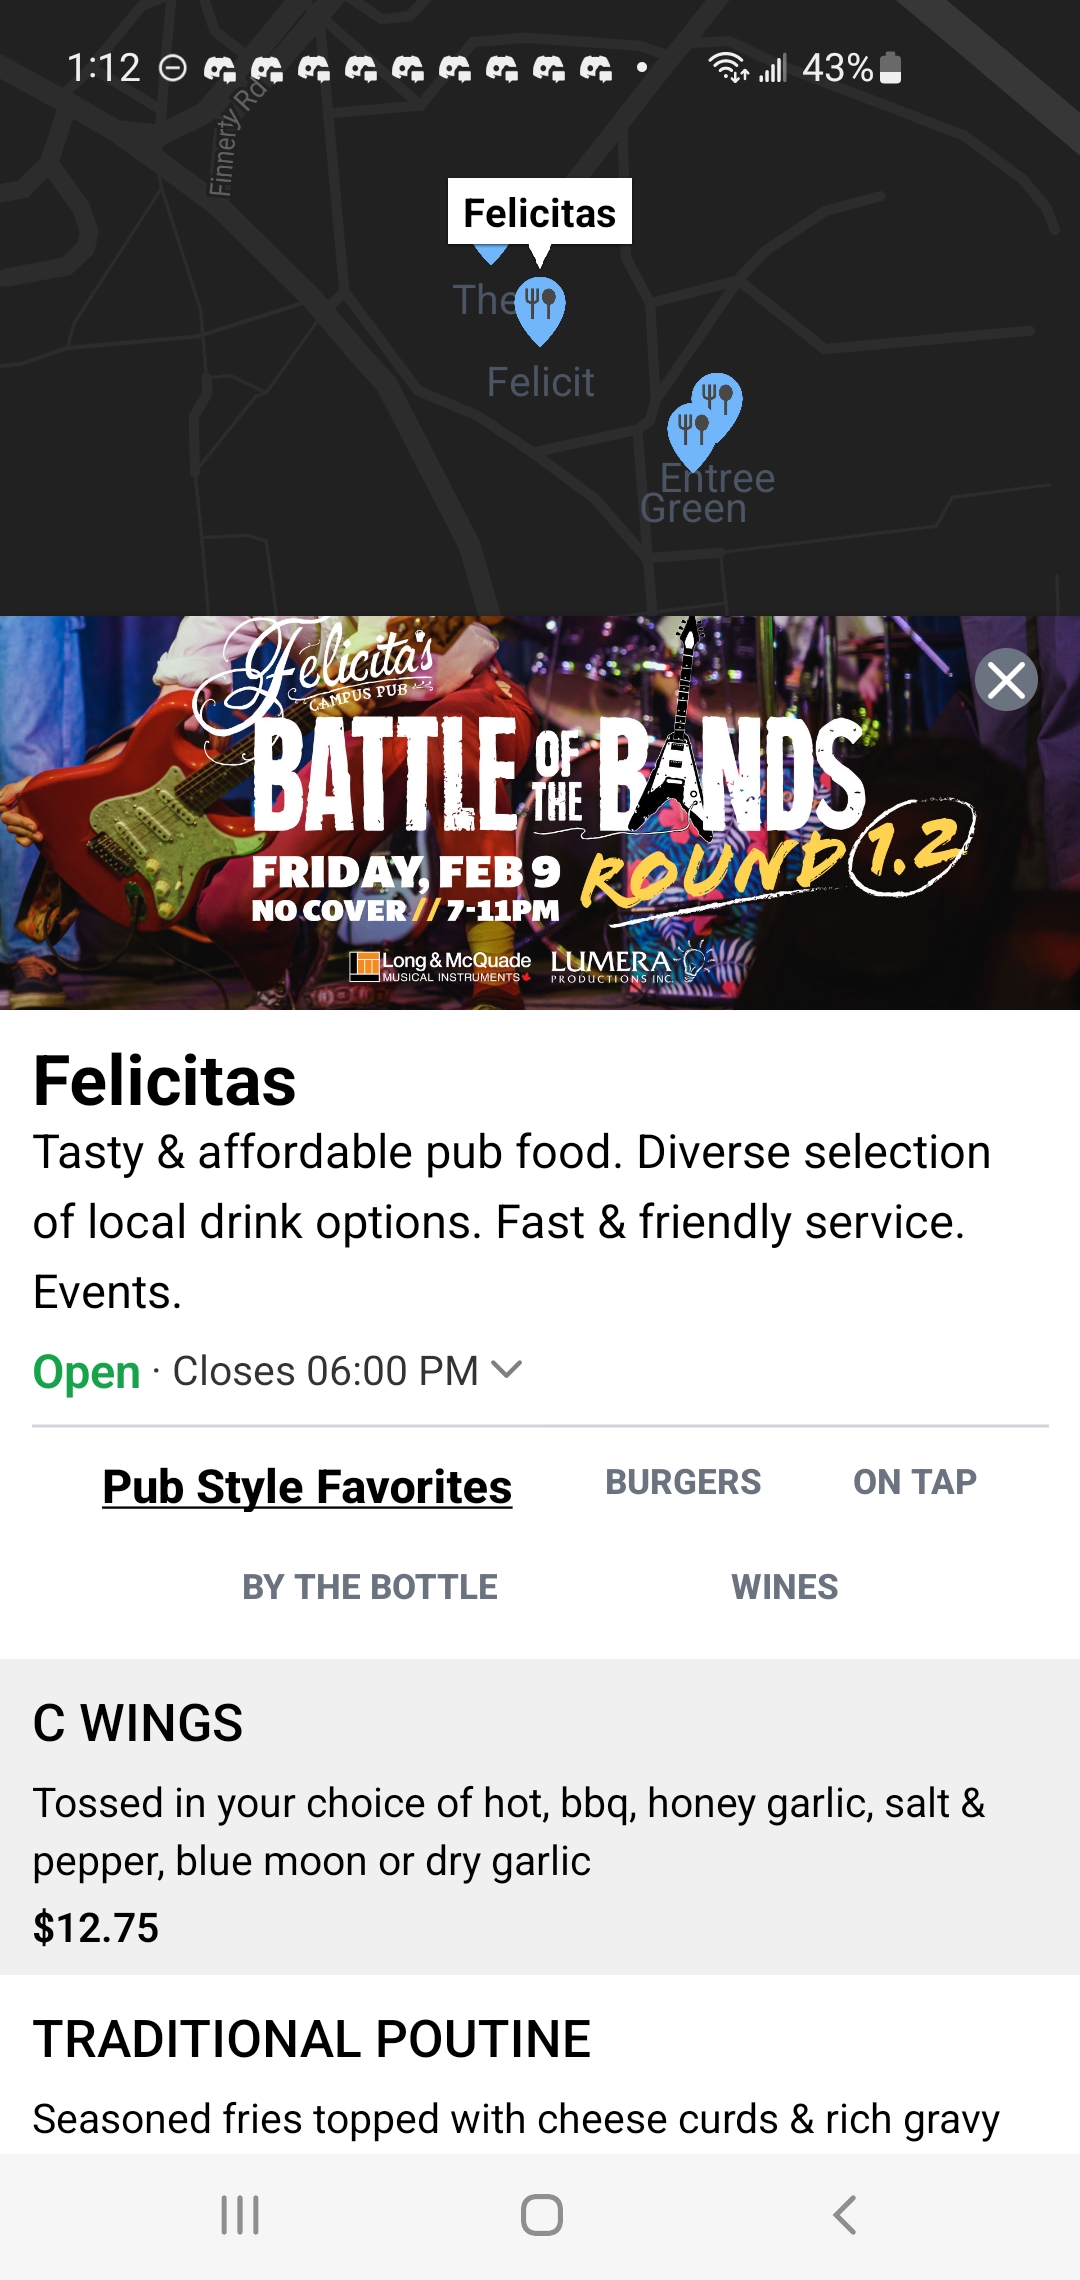 1:12 43%
Finnerty Rd
Felicitas
The
Felicit
Entree
Green
Felicita's
CAMPUS PUB
BATTLE OF THE BANDS
ROUND 1.2
FRIDAY, FEB 9
NO COVER // 7-11PM
Long & McQuade
MUSICAL INSTRUMENTS
LUMERA
PRODUCTIONS INC.
Felicitas
Tasty & affordable pub food. Diverse selection
of local drink options. Fast & friendly service.
Events.
Open · Closes 06:00 PM
Pub Style Favorites BURGERS ON TAP
BY THE BOTTLE WINES
C WINGS
Tossed in your choice of hot, bbq, honey garlic, salt &
pepper, blue moon or dry garlic
$12.75
TRADITIONAL POUTINE
Seasoned fries topped with cheese curds & rich gravy